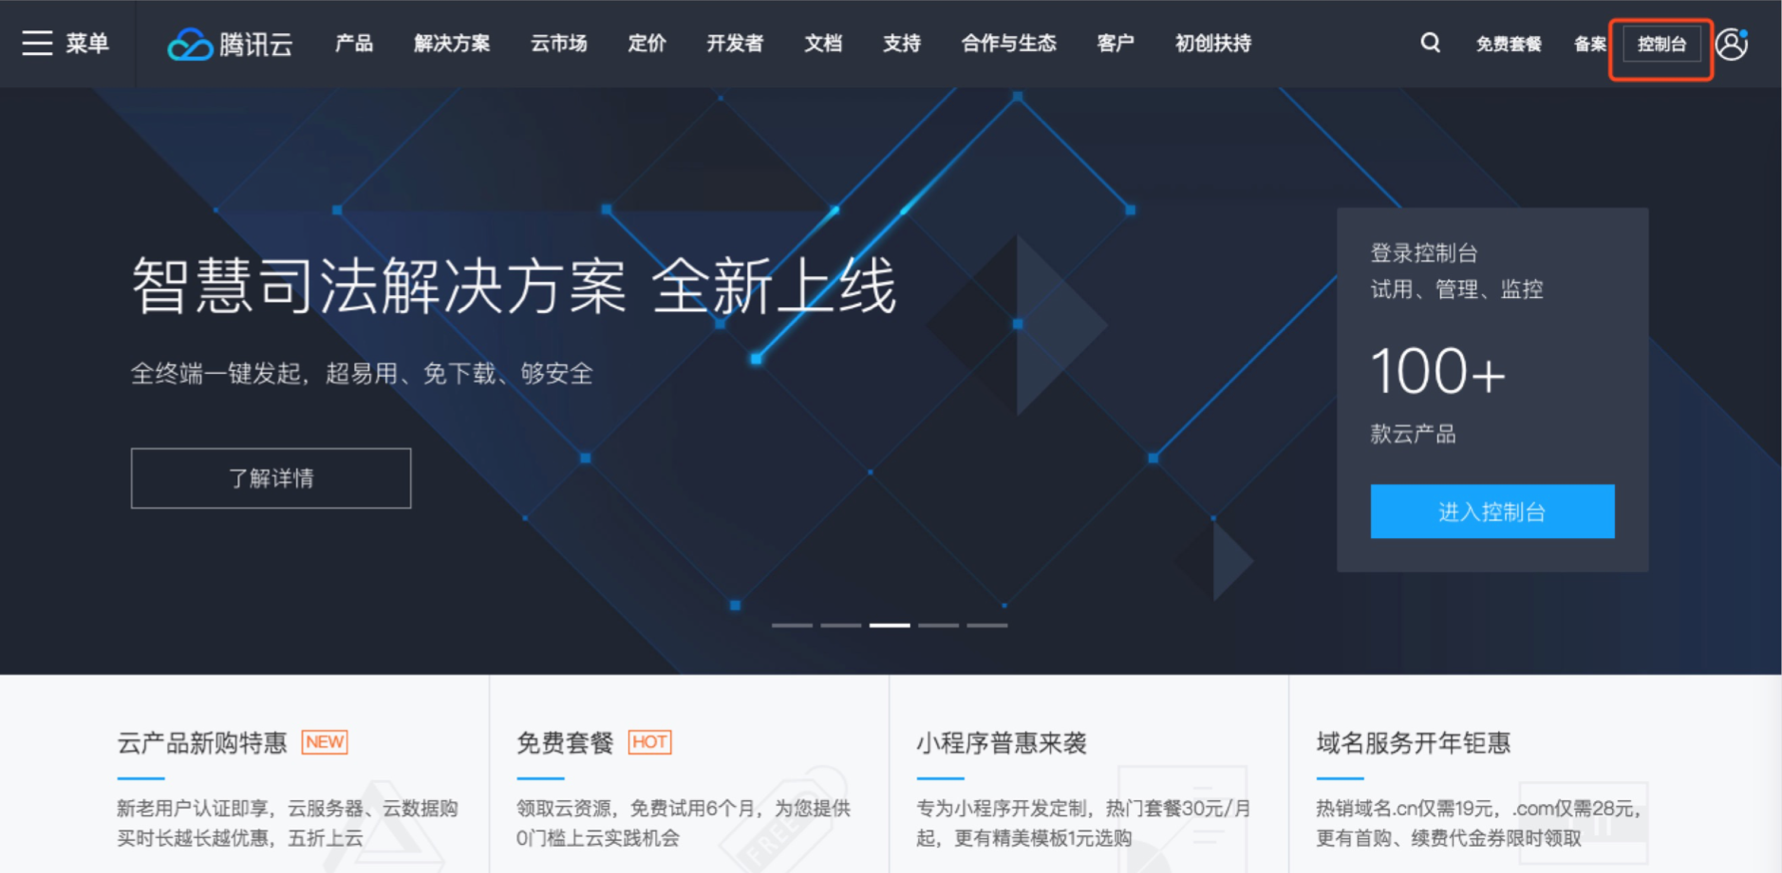 菜单
腾讯云
产品
解决方案
云市场
定价
开发者
文档
支持
合作与生态
客户
初创扶持
免费套餐
备案
控制台
智慧司法解决方案 全新上线
全终端一键发起，超易用、免下载、够安全
了解详情
登录控制台
试用、管理、监控
100+
款云产品
进入控制台
云产品新购特惠 NEW
新老用户认证即享，云服务器、云数据购
买时长越长越优惠，五折上云
免费套餐 HOT
领取云资源，免费试用6个月，为您提供
0门槛上云实践机会
FREE
小程序普惠来袭
专为小程序开发定制，热门套餐30元/月
起，更有精美模板1元选购
域名服务开年钜惠
热销域名.cn仅需19元，.com仅需28元，
更有首购、续费代金券限时领取